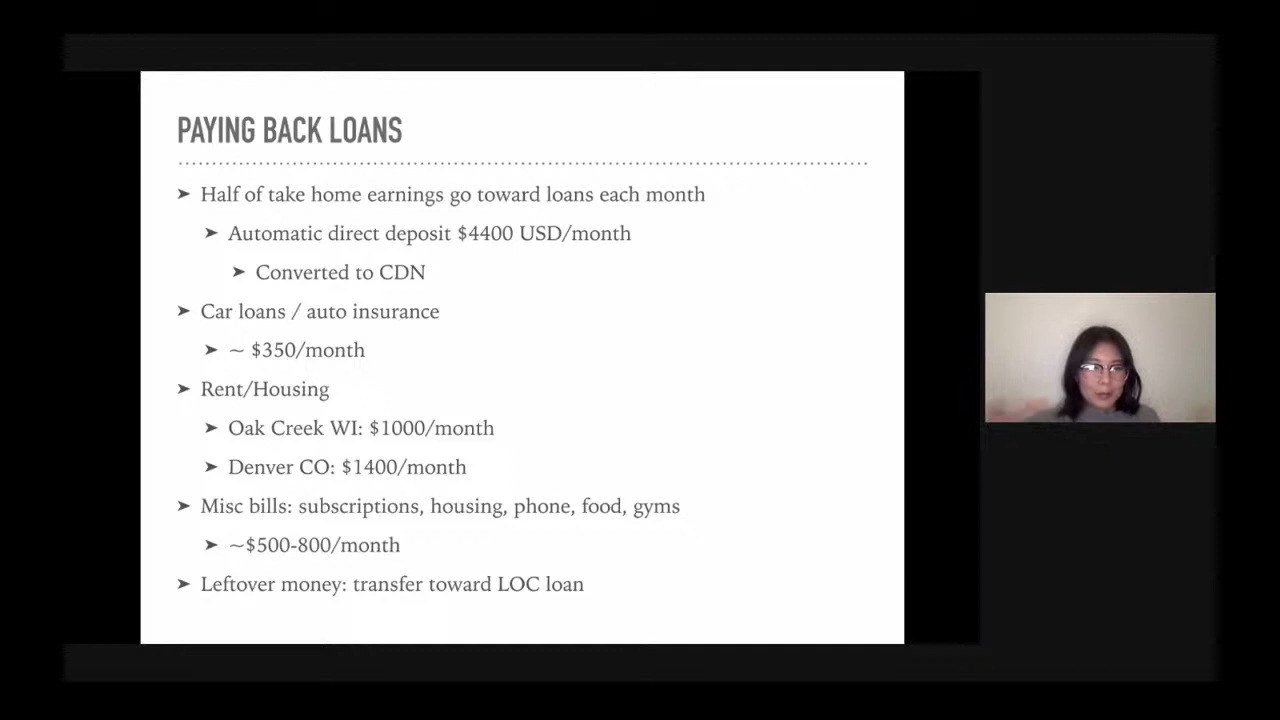 PAYING BACK LOANS
➤ Half of take home earnings go toward loans each month
➤ Automatic direct deposit $4400 USD/month
➤ Converted to CDN
➤ Car loans / auto insurance
➤ ~ $350/month
➤ Rent/Housing
➤ Oak Creek WI: $1000/month
➤ Denver CO: $1400/month
➤ Misc bills: subscriptions, housing, phone, food, gyms
➤ ~$500-800/month
➤ Leftover money: transfer toward LOC loan